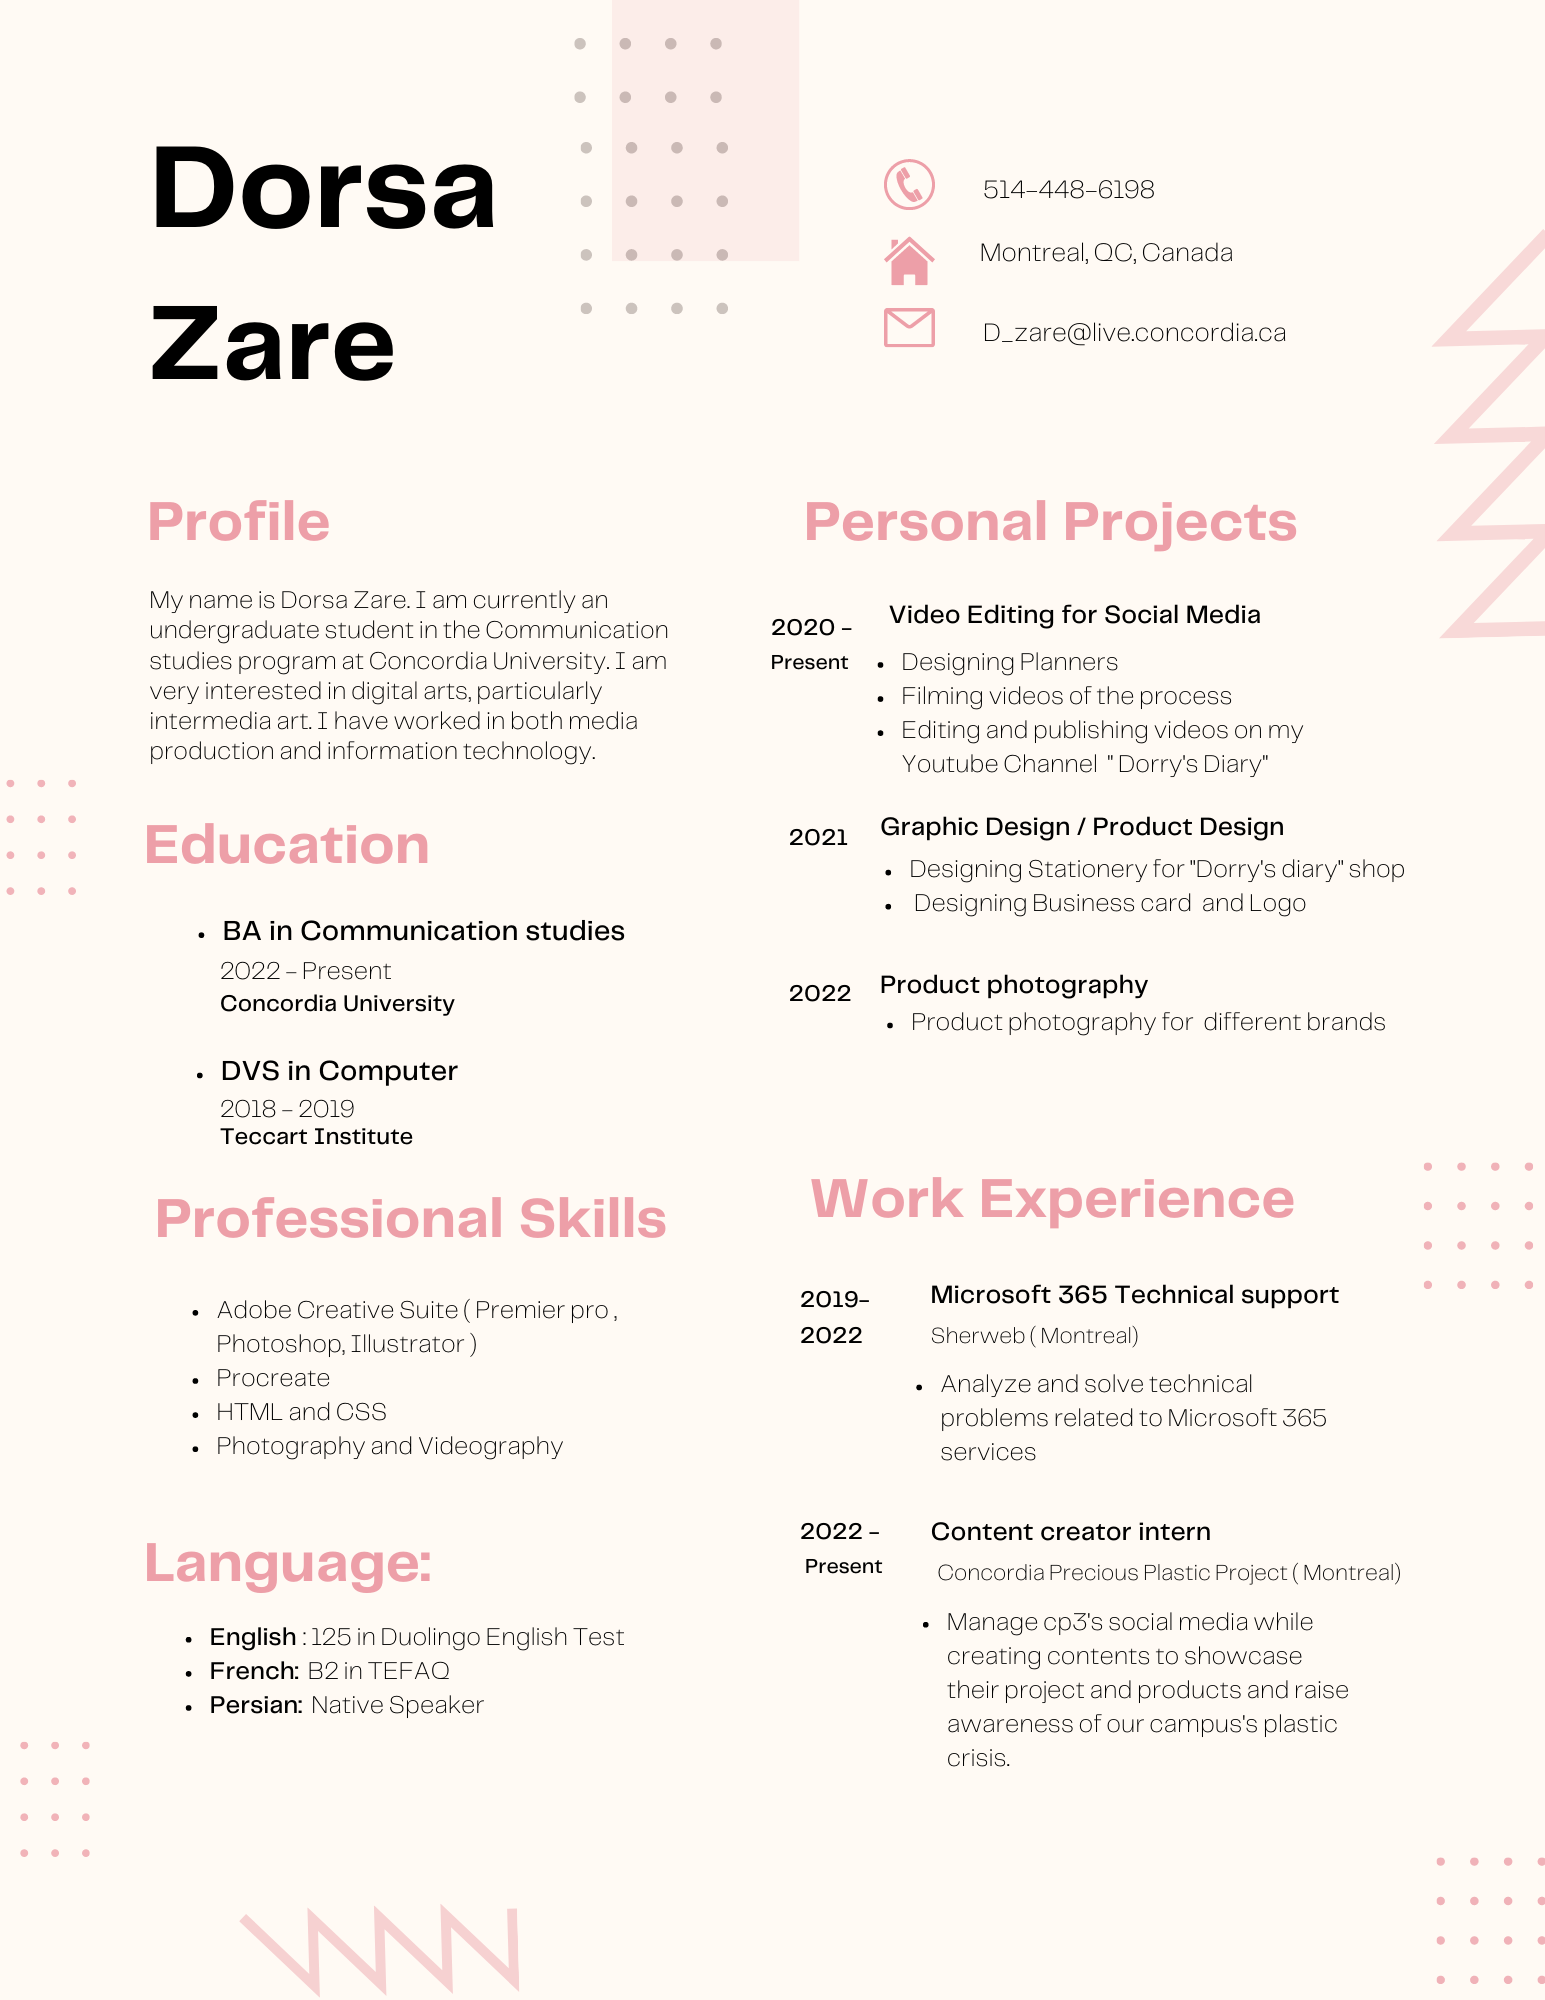 Dorsa
Zare
514-448-6198
Montreal, QC, Canada
D_zare@live.concordia.ca
Profile
My name is Dorsa Zare. I am currently an
undergraduate student in the Communication
studies program at Concordia University. I am
very interested in digital arts, particularly
intermedia art. I have worked in both media
production and information technology.
Education
• BA in Communication studies
2022 - Present
Concordia University
• DVS in Computer
2018 - 2019
Teccart Institute
Professional Skills
• Adobe Creative Suite ( Premier pro ,
Photoshop, Illustrator )
• Procreate
• HTML and CSS
• Photography and Videography
Language:
• English : 125 in Duolingo English Test
• French: B2 in TEFAQ
• Persian: Native Speaker
Personal Projects
2020 -
Present
Video Editing for Social Media
• Designing Planners
• Filming videos of the process
• Editing and publishing videos on my
Youtube Channel " Dorry's Diary"
2021
Graphic Design / Product Design
• Designing Stationery for "Dorry's diary" shop
• Designing Business card and Logo
2022
Product photography
• Product photography for different brands
Work Experience
2019-
2022
Microsoft 365 Technical support
Sherweb ( Montreal)
• Analyze and solve technical
problems related to Microsoft 365
services
2022 -
Present
Content creator intern
Concordia Precious Plastic Project ( Montreal)
• Manage cp3's social media while
creating contents to showcase
their project and products and raise
awareness of our campus's plastic
crisis.